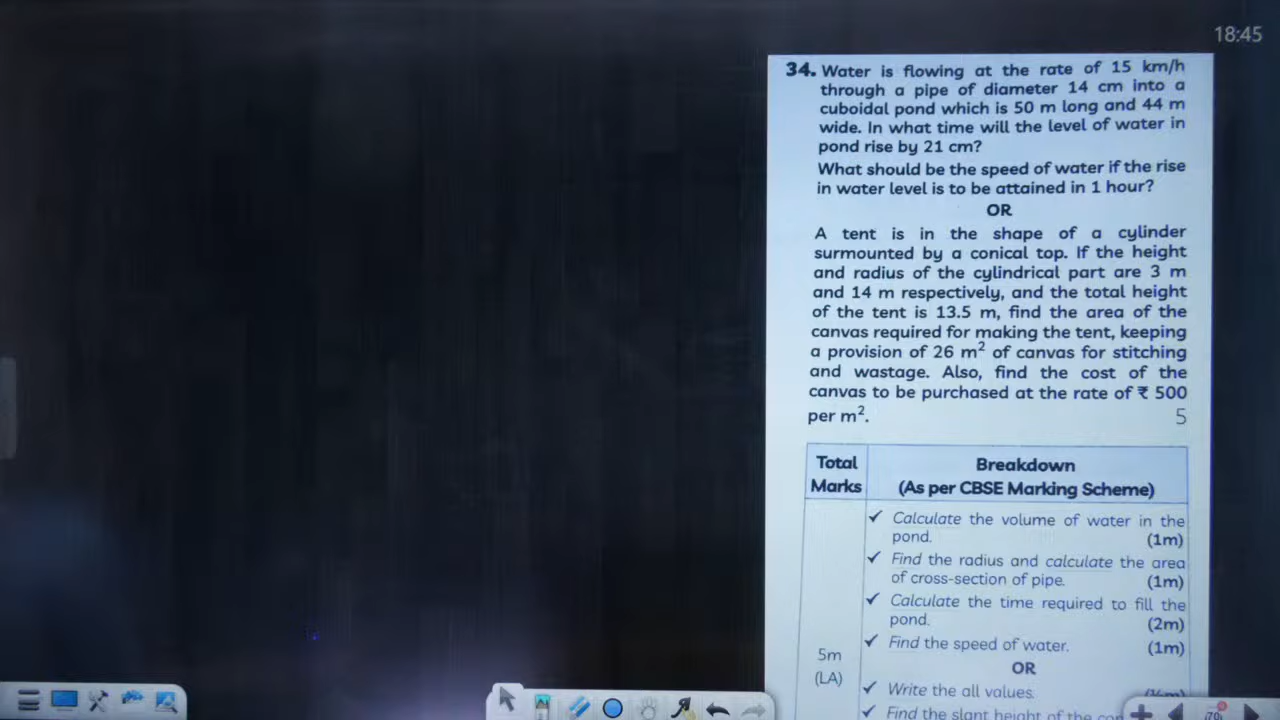 18:45
34. Water is flowing at the rate of 15 km/h
through a pipe of diameter 14 cm into a
cuboidal pond which is 50 m long and 44 m
wide. In what time will the level of water in
pond rise by 21 cm?
What should be the speed of water if the rise
in water level is to be attained in 1 hour?
OR
A tent is in the shape of a cylinder
surmounted by a conical top. If the height
and radius of the cylindrical part are 3 m
and 14 m respectively, and the total height
of the tent is 13.5 m, find the area of the
canvas required for making the tent, keeping
a provision of 26 m² of canvas for stitching
and wastage. Also, find the cost of the
canvas to be purchased at the rate of ₹ 500
per m². 5
Total Marks
Breakdown
(As per CBSE Marking Scheme)
✓ Calculate the volume of water in the
pond. (1m)
✓ Find the radius and calculate the area
of cross-section of pipe. (1m)
✓ Calculate the time required to fill the
pond. (2m)
✓ Find the speed of water. (1m)
5m
(LA)
OR
✓ Write the all values.
✓ Find the slant height of the
70